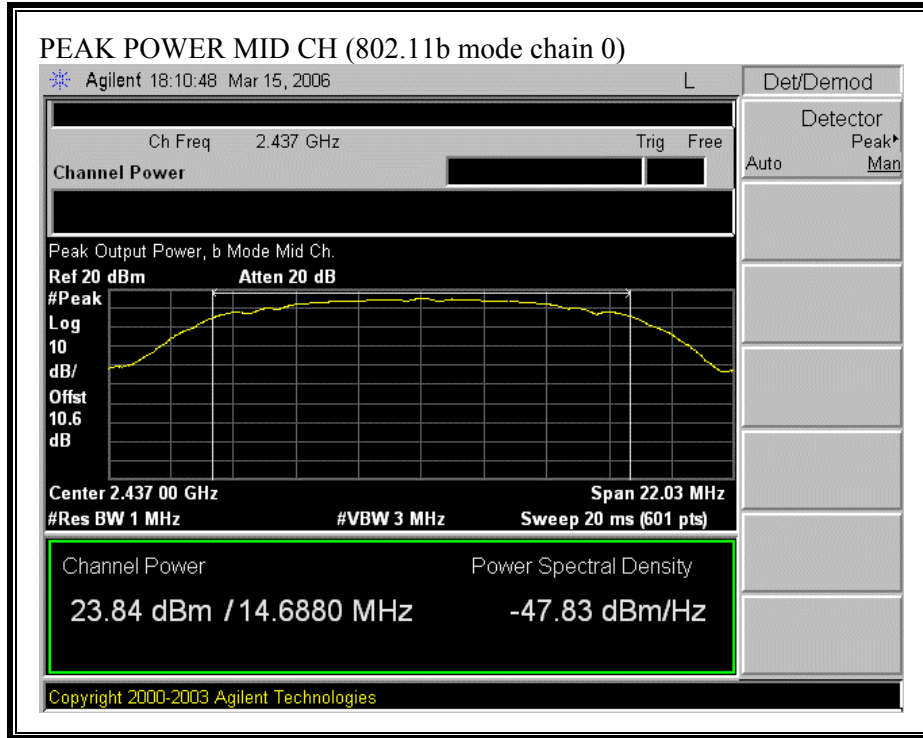 PEAK POWER MID CH (802.11b mode chain 0)
Agilent 18:10:48 Mar 15, 2006 L
Det/Demod
Ch Freq 2.437 GHz Trig Free
Channel Power
Detector
Peak
Auto Man
Peak Output Power, b Mode Mid Ch.
Ref 20 dBm Atten 20 dB
#Peak
Log
10
dB/
Offst
10.6
dB
Center 2.437 00 GHz Span 22.03 MHz
#Res BW 1 MHz #VBW 3 MHz Sweep 20 ms (601 pts)
Channel Power Power Spectral Density
23.84 dBm / 14.6880 MHz -47.83 dBm/Hz
Copyright 2000-2003 Agilent Technologies